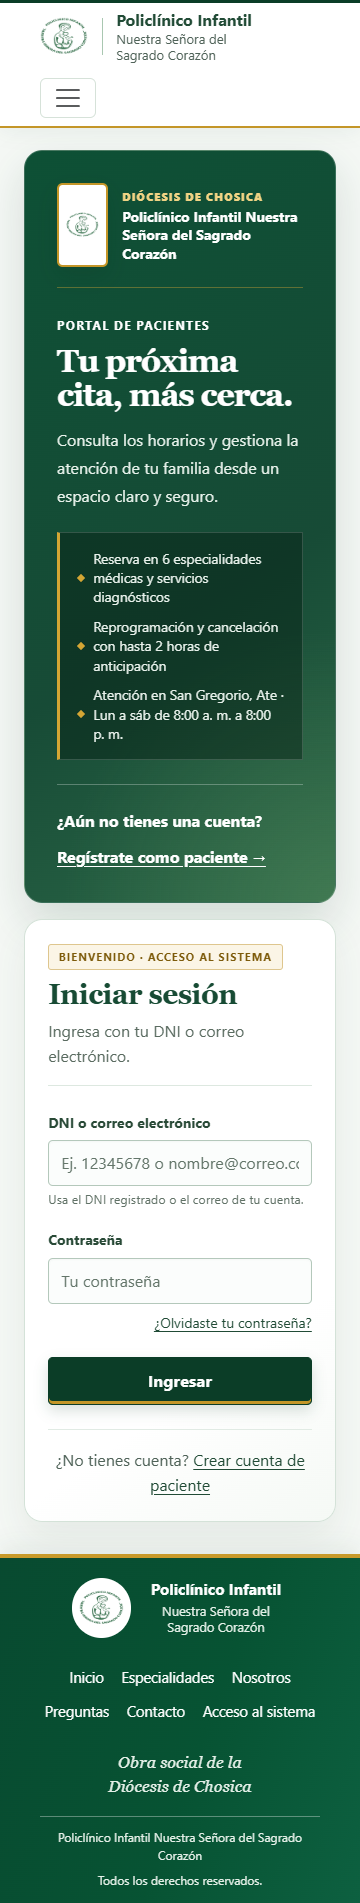 Policlínico Infantil
Nuestra Señora del
Sagrado Corazón
DIÓCESIS DE CHOSICA
Policlínico Infantil Nuestra
Señora del Sagrado
Corazón
PORTAL DE PACIENTES
Tu próxima
cita, más cerca.
Consulta los horarios y gestiona la
atención de tu familia desde un
espacio claro y seguro.
Reserva en 6 especialidades
médicas y servicios
diagnósticos
Reprogramación y cancelación
con hasta 2 horas de
anticipación
Atención en San Gregorio, Ate ·
Lun a sáb de 8:00 a. m. a 8:00
p. m.
¿Aún no tienes una cuenta?
Regístrate como paciente →
BIENVENIDO · ACCESO AL SISTEMA
Iniciar sesión
Ingresa con tu DNI o correo
electrónico.
DNI o correo electrónico
Ej. 12345678 o nombre@correo.co
Usa el DNI registrado o el correo de tu cuenta.
Contraseña
Tu contraseña
¿Olvidaste tu contraseña?
Ingresar
¿No tienes cuenta? Crear cuenta de
paciente
Policlínico Infantil
Nuestra Señora del
Sagrado Corazón
Inicio Especialidades Nosotros
Preguntas Contacto Acceso al sistema
Obra social de la
Diócesis de Chosica
Policlínico Infantil Nuestra Señora del Sagrado
Corazón
Todos los derechos reservados.